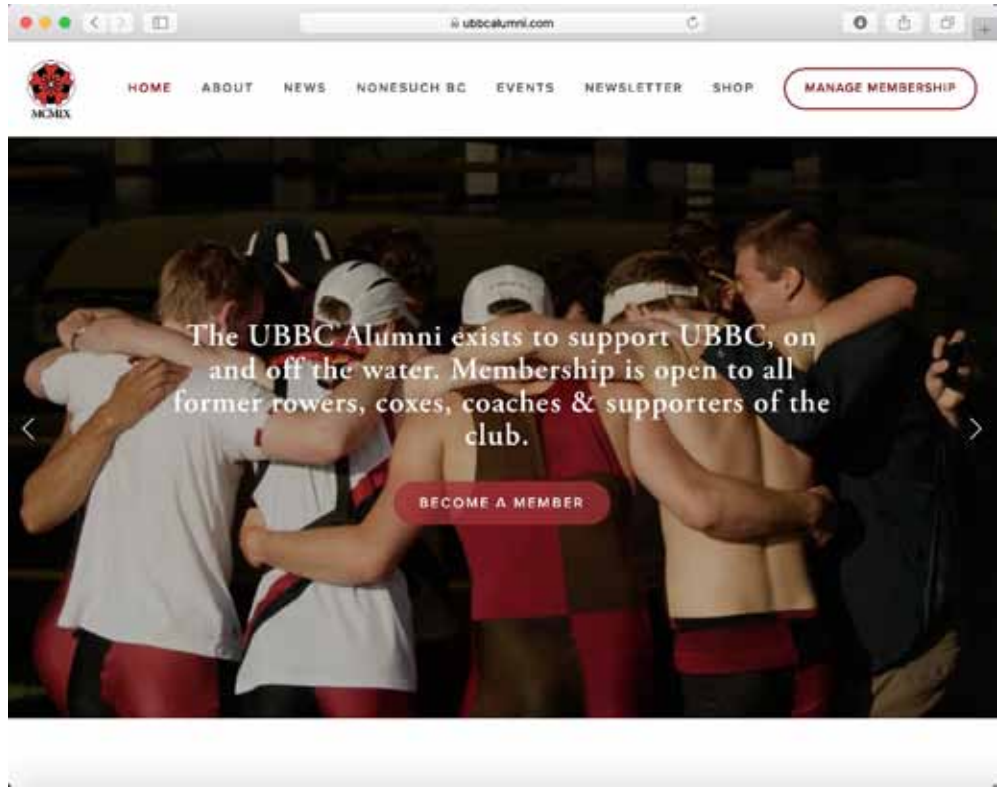 ubbcalumni.com
HOME ABOUT NEWS NONESUCH BC EVENTS NEWSLETTER SHOP MANAGE MEMBERSHIP
MCMIX
The UBBC Alumni exists to support UBBC, on
and off the water. Membership is open to all
former rowers, coxes, coaches & supporters of the
club.
BECOME A MEMBER